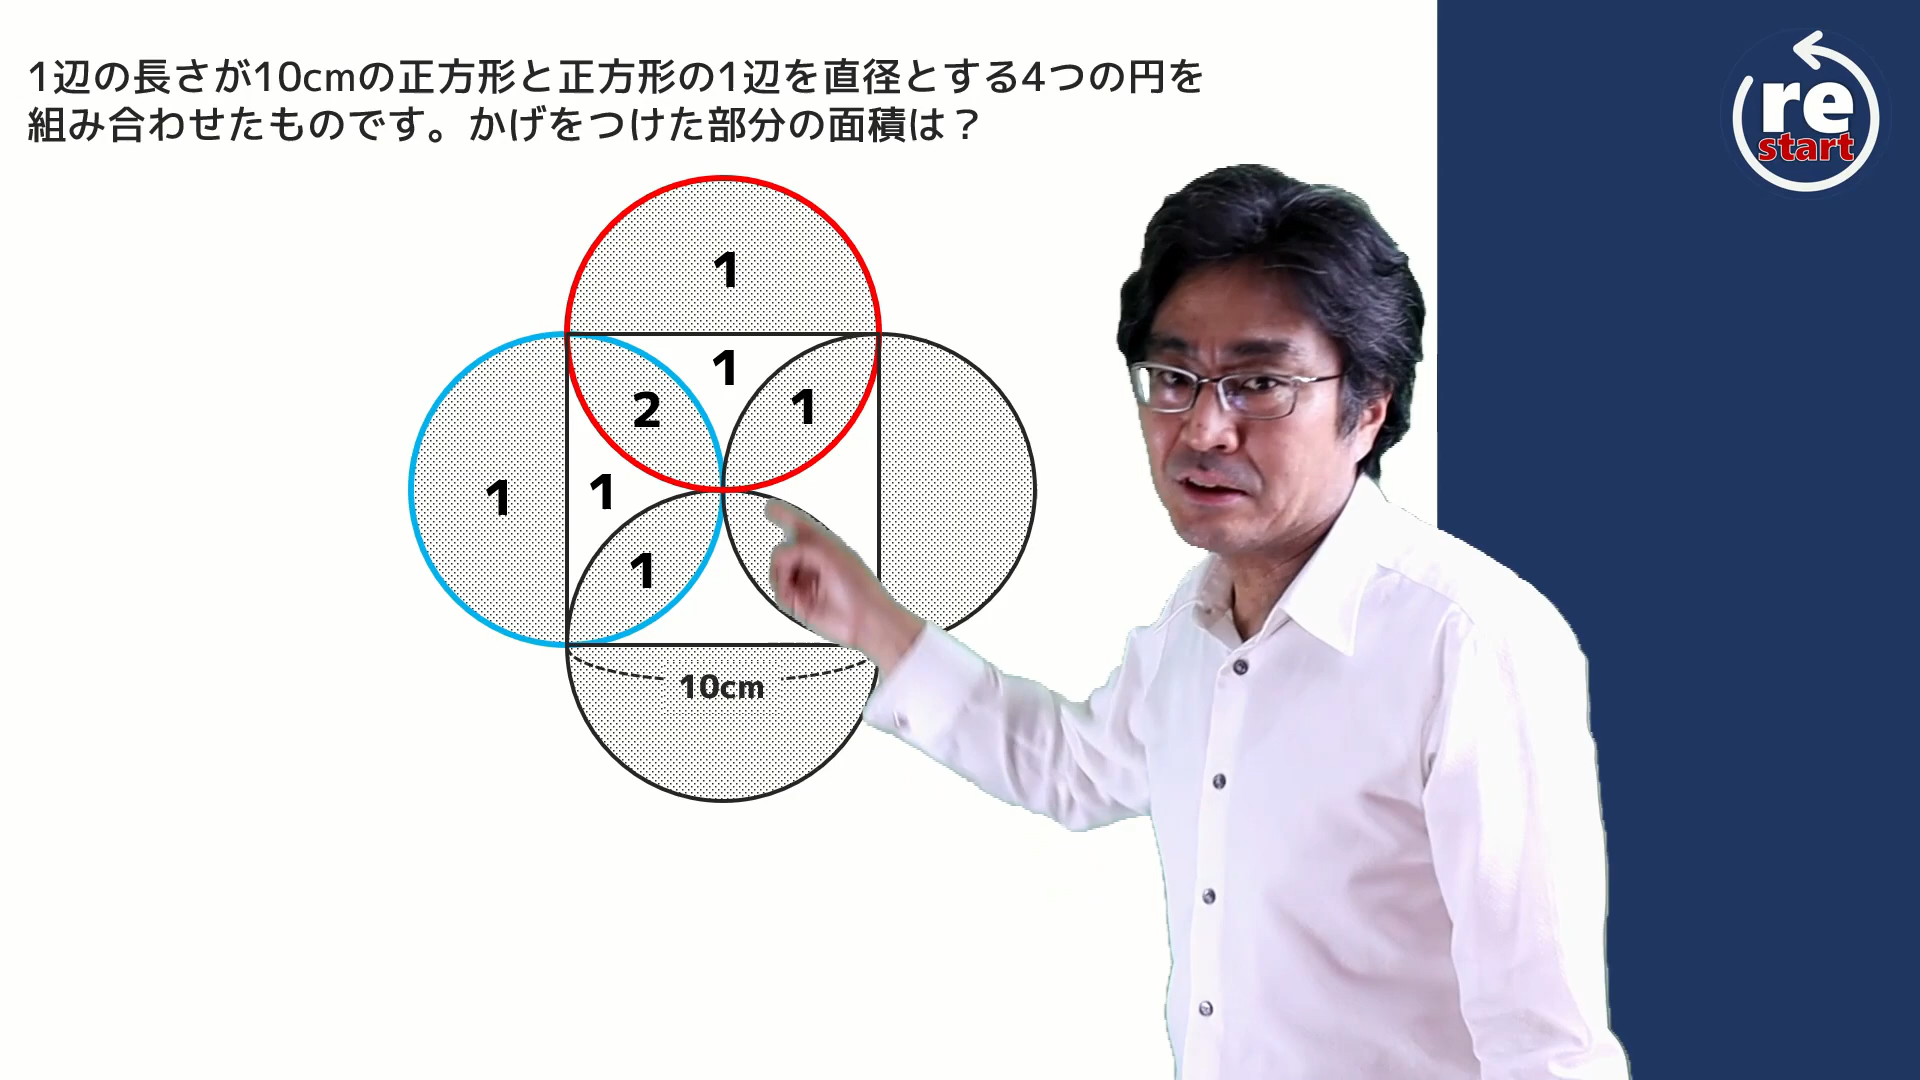 1辺の長さが10cmの正方形と正方形の1辺を直径とする4つの円を
組み合わせたものです。かげをつけた部分の面積は？
re
start
1
1
2
1
1
1
1
10cm